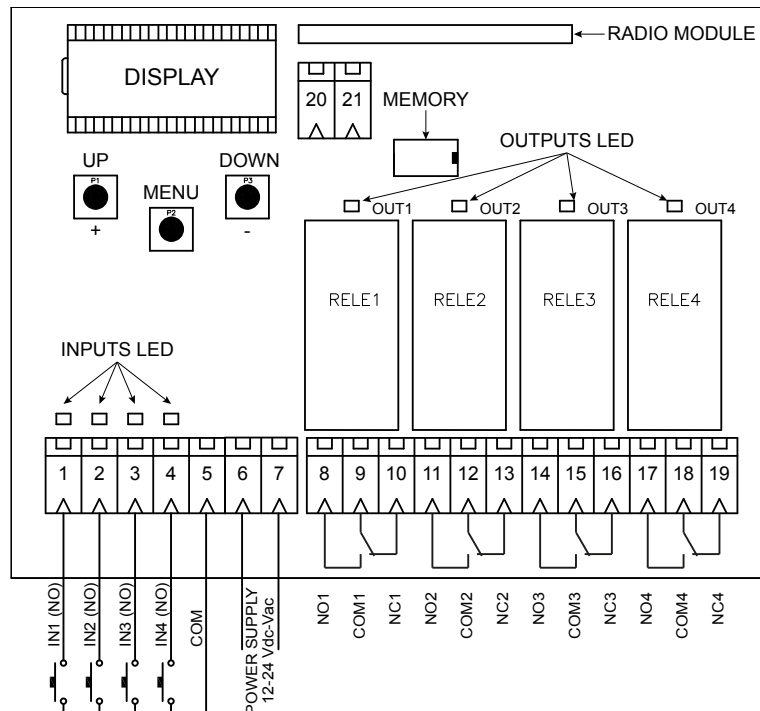 RADIO MODULE
DISPLAY
20 21
MEMORY
OUTPUTS LED
UP
DOWN
P1
MENU
P3
P2
+
-
OUT1
OUT2
OUT3
OUT4
RELE1
RELE2
RELE3
RELE4
INPUTS LED
1 2 3 4 5 6 7 8 9 10 11 12 13 14 15 16 17 18 19
IN1 (NO)
IN2 (NO)
IN3 (NO)
IN4 (NO)
COM
POWER SUPPLY
12-24 Vdc-Vac
NO1
COM1
NC1
NO2
COM2
NC2
NO3
COM3
NC3
NO4
COM4
NC4